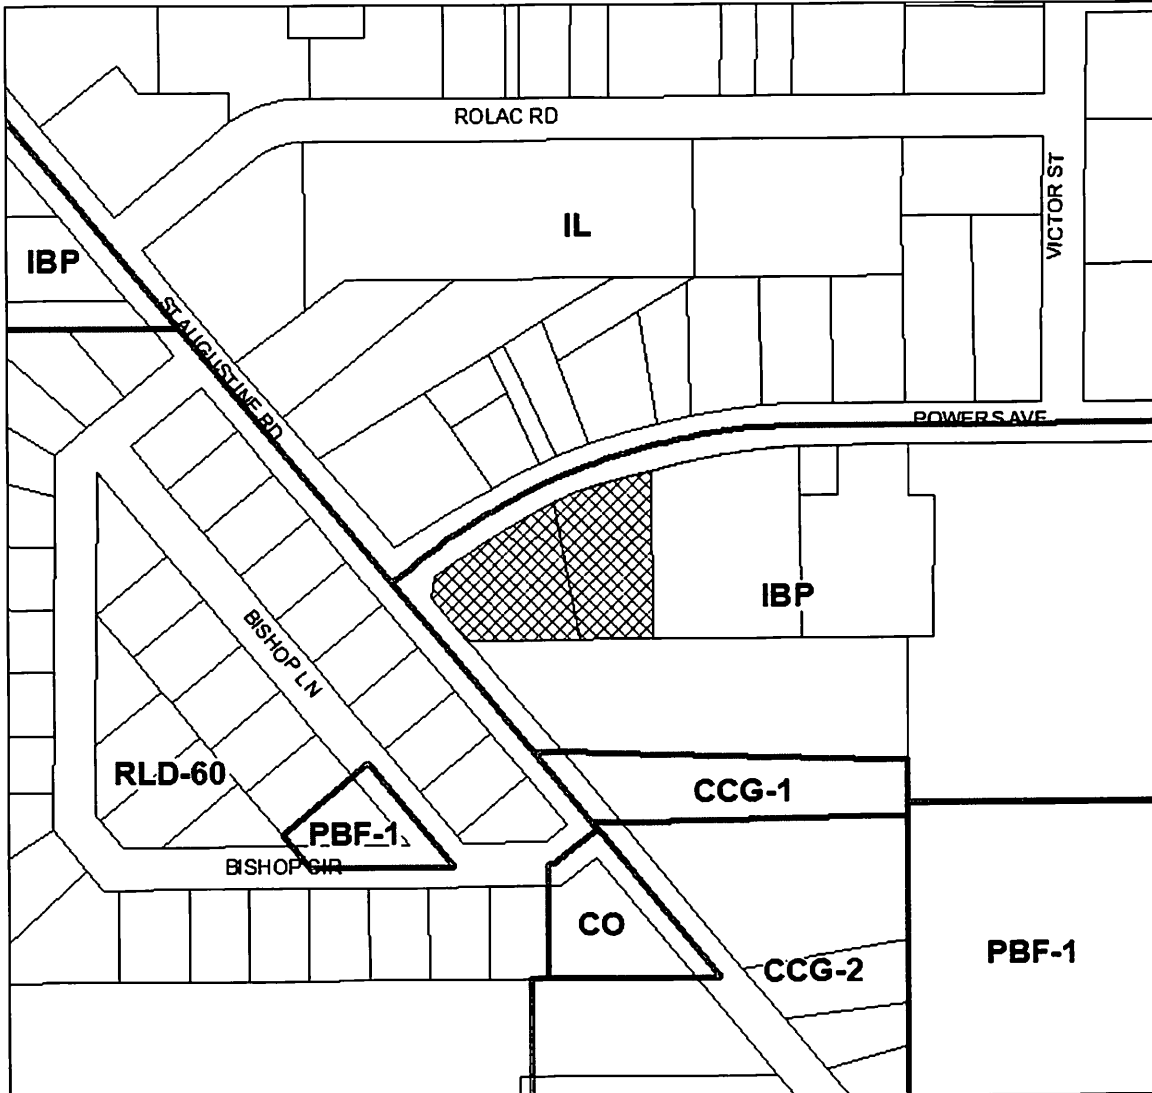 ROLAC RD
VICTOR ST
IL
IBP
ST AUGUSTINE RD
POWERS AVE
IBP
BISHOP LN
RLD-60
CCG-1
PBF-1
BISHOP CIR
CO
CCG-2
PBF-1